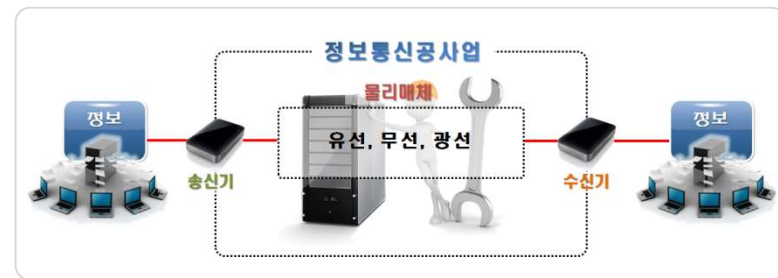 정보통신공사업
물리매체
정보
유선, 무선, 광선
정보
송신기
수신기